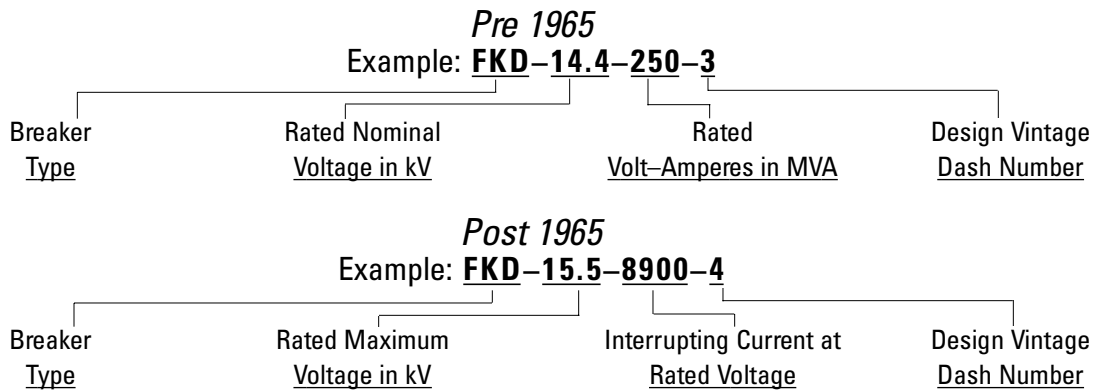 Pre 1965
Example: FKD–14.4–250–3
Breaker Rated Nominal Rated Design Vintage
Type Voltage in kV Volt–Amperes in MVA Dash Number
Post 1965
Example: FKD–15.5–8900–4
Breaker Rated Maximum Interrupting Current at Design Vintage
Type Voltage in kV Rated Voltage Dash Number